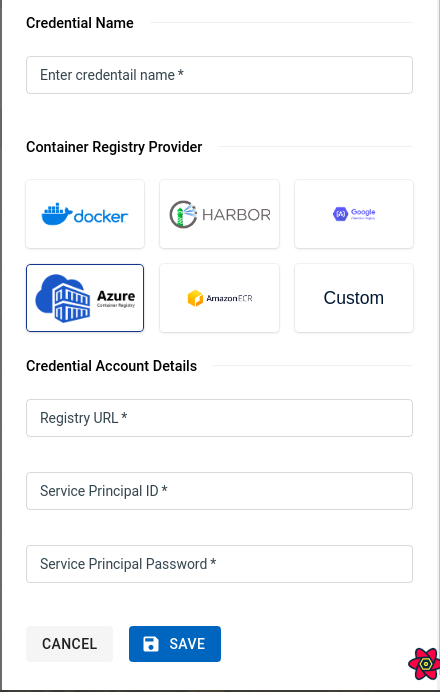 Credential Name
Enter credentail name *
Container Registry Provider
docker
HARBOR
Google
Azure
Container Registry
Amazon ECR
Custom
Credential Account Details
Registry URL *
Service Principal ID *
Service Principal Password *
CANCEL
SAVE